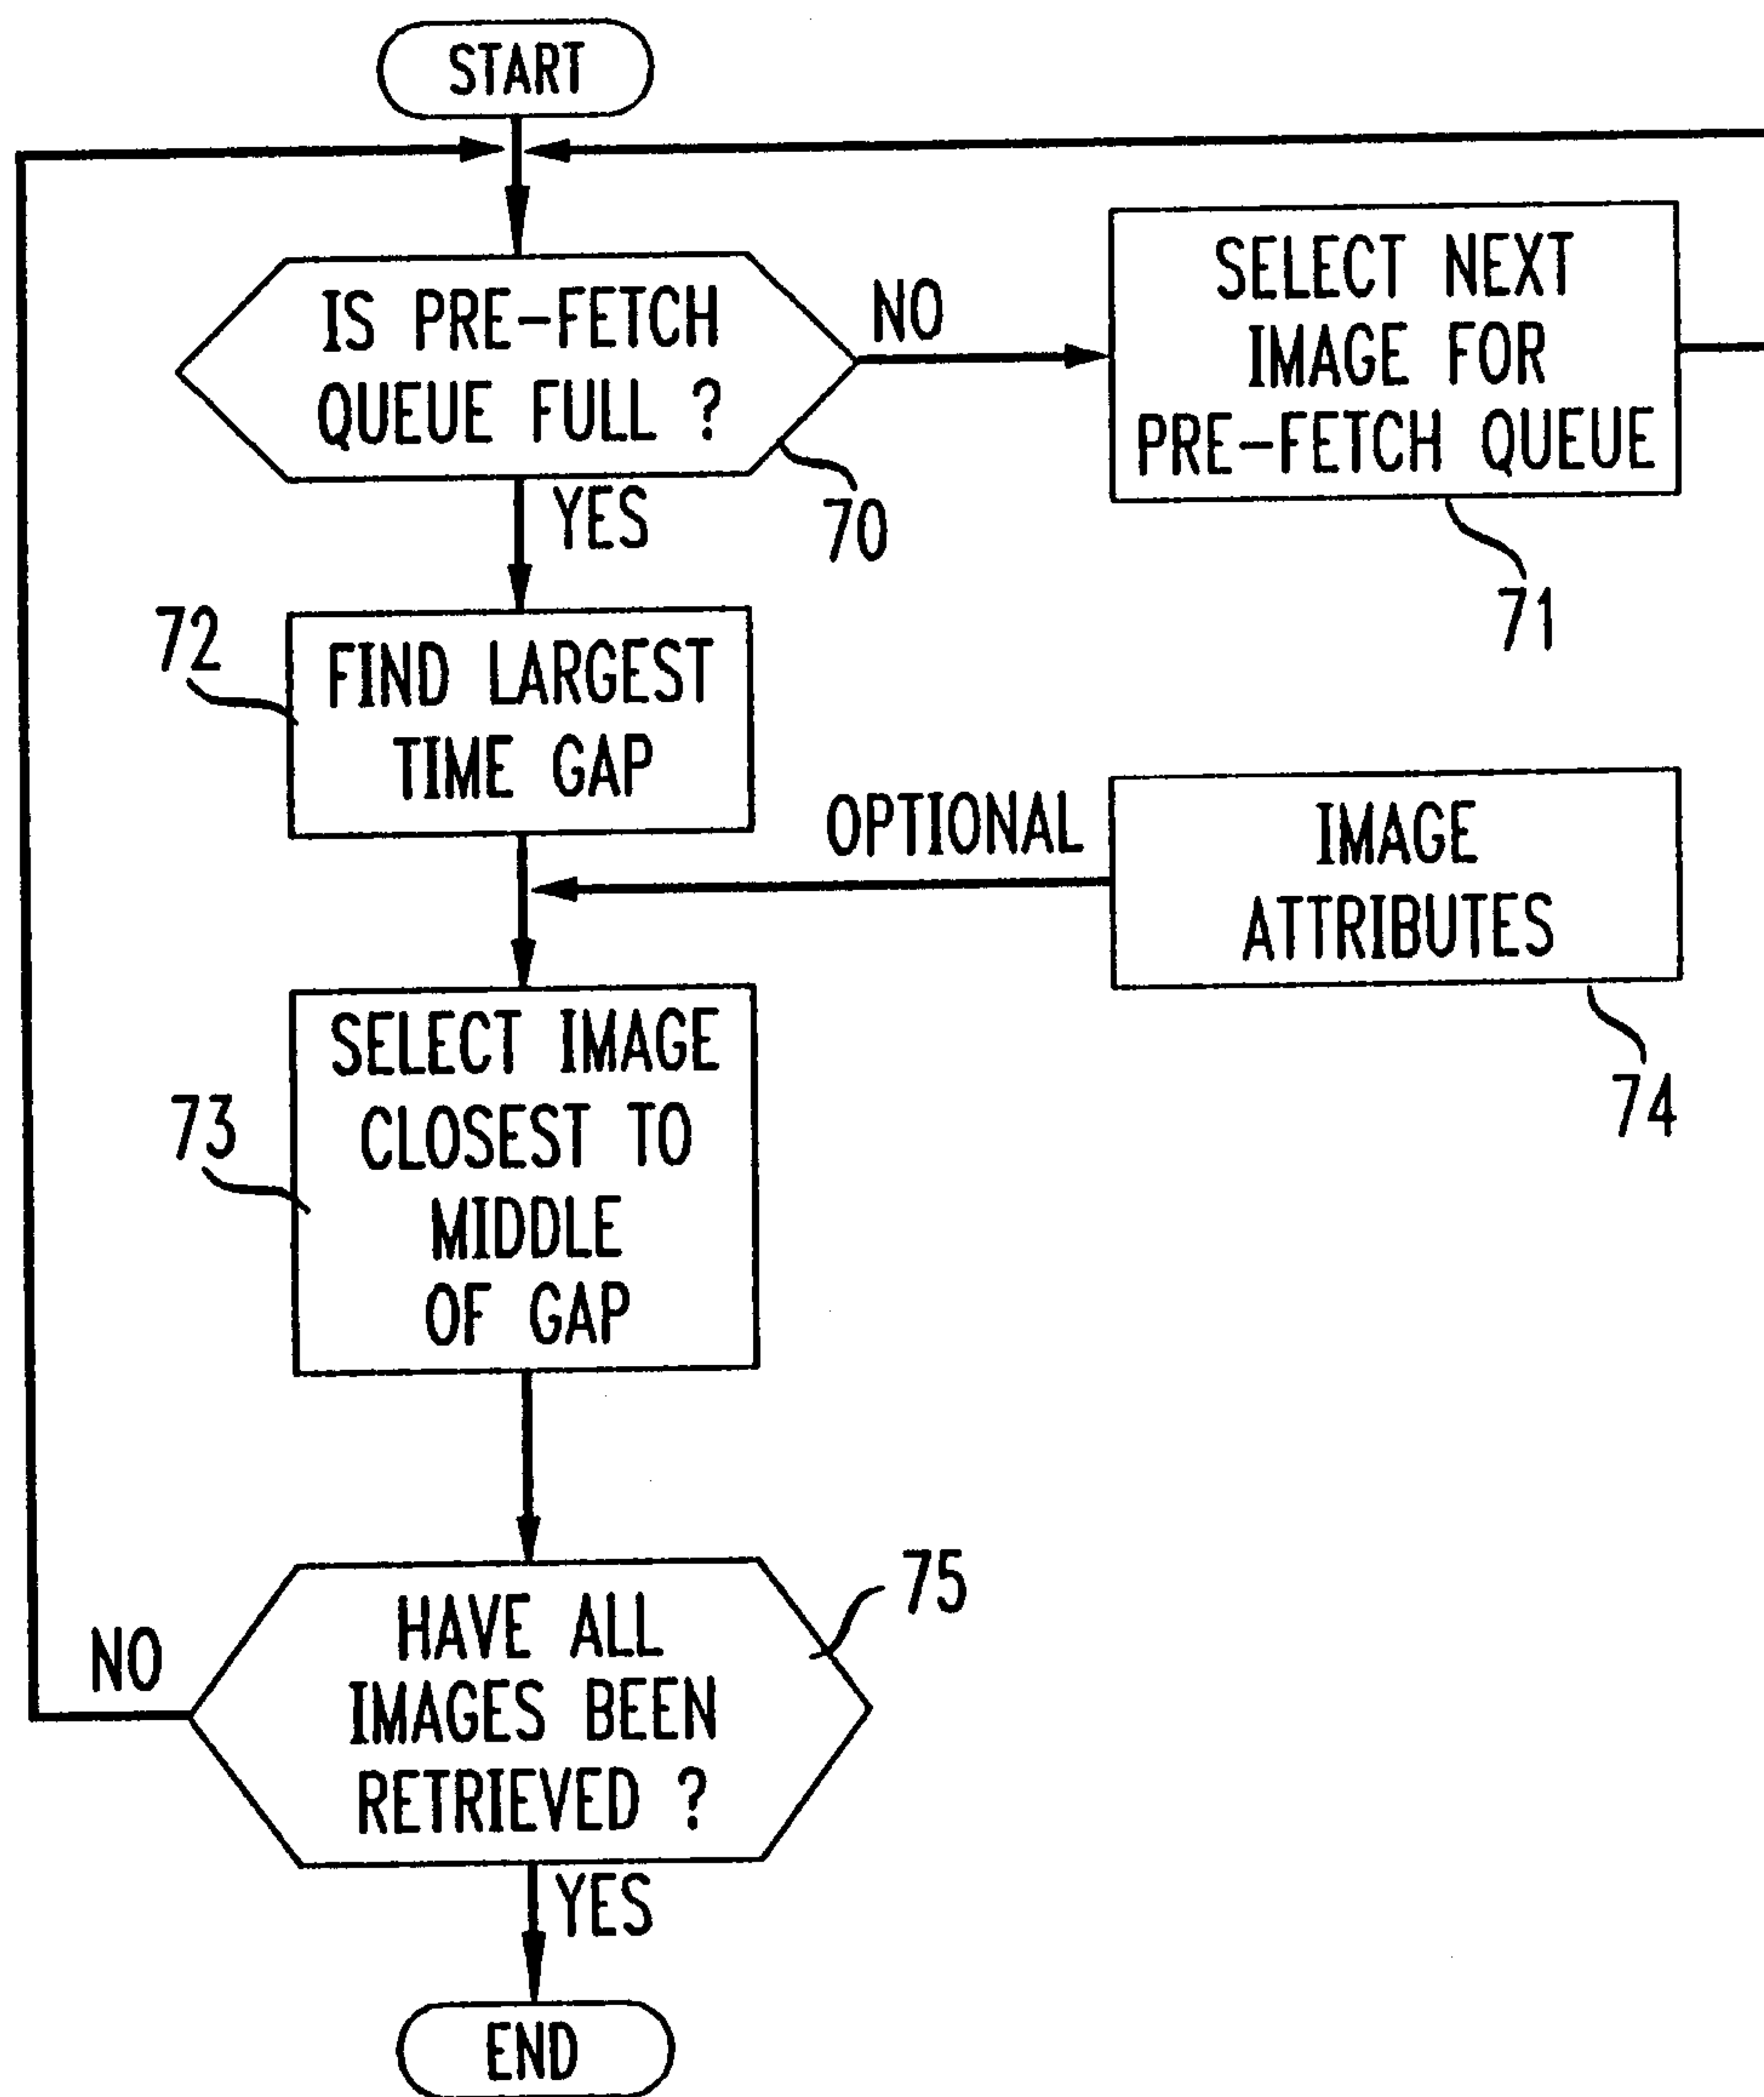 START
IS PRE-FETCH
QUEUE FULL ?
NO
SELECT NEXT
IMAGE FOR
PRE-FETCH QUEUE
70
YES
71
72
FIND LARGEST
TIME GAP
OPTIONAL
IMAGE
ATTRIBUTES
74
73
SELECT IMAGE
CLOSEST TO
MIDDLE
OF GAP
75
NO
HAVE ALL
IMAGES BEEN
RETRIEVED ?
YES
END